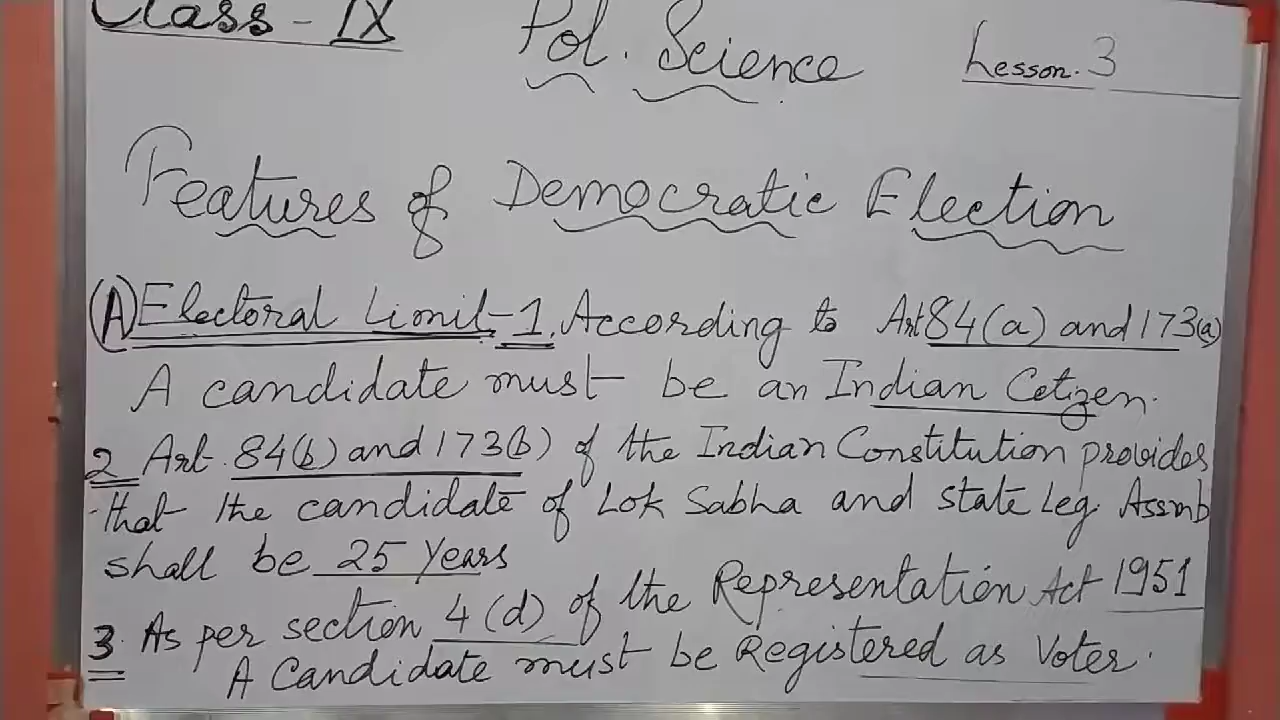 Class - IX Pol. Science Lesson. 3
Features of Democratic Election
(A) Electoral Limit - 1. According to Art 84(a) and 173(a)
A candidate must be an Indian Cetizen.
2 Art. 84(b) and 173(b) of the Indian Constitution provides
that the candidate of Lok Sabha and state Leg. Assmb
shall be 25 Years
3. As per section 4(d) of the Representation Act 1951
A Candidate must be Registered as Voter.